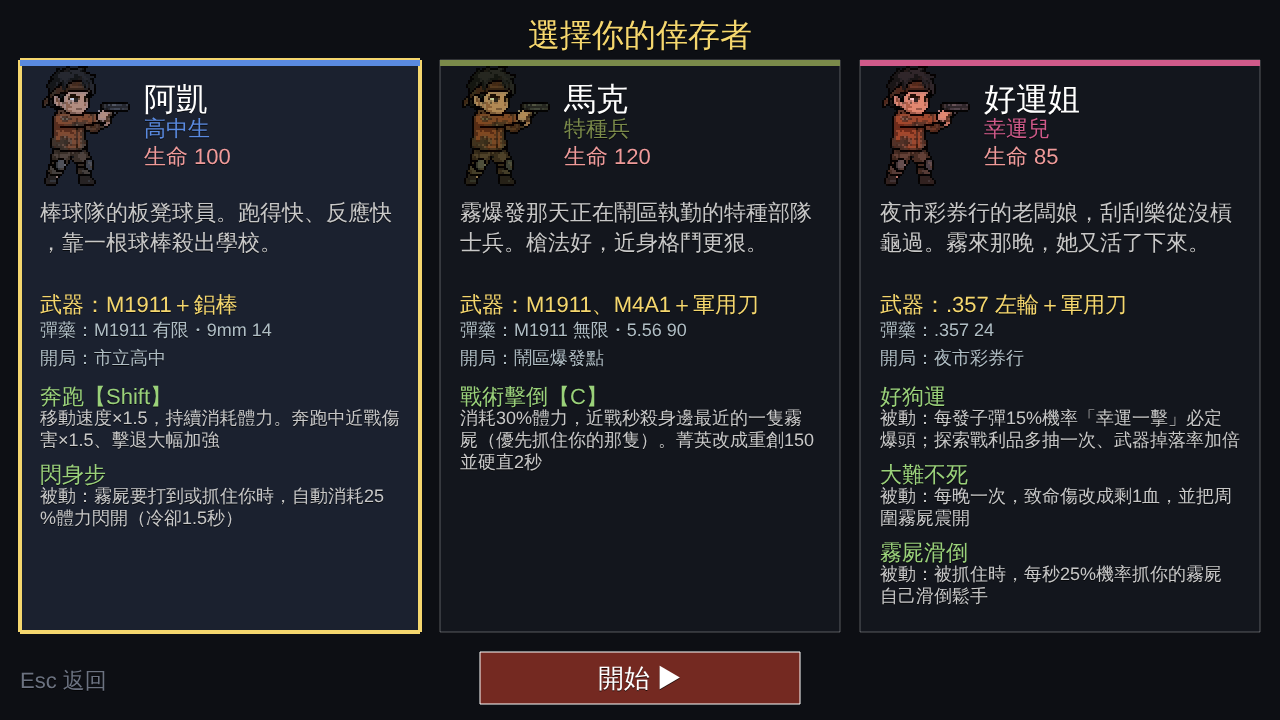 選擇你的倖存者
阿凱
高中生
生命 100
棒球隊的板凳球員。跑得快、反應快
，靠一根球棒殺出學校。
武器：M1911＋鋁棒
彈藥：M1911 有限・9mm 14
開局：市立高中
奔跑【Shift】
移動速度×1.5，持續消耗體力。奔跑中近戰傷
害×1.5、擊退大幅加強
閃身步
被動：霧屍要打到或抓住你時，自動消耗25
%體力閃開（冷卻1.5秒）
馬克
特種兵
生命 120
霧爆發那天正在鬧區執勤的特種部隊
士兵。槍法好，近身格鬥更狠。
武器：M1911、M4A1＋軍用刀
彈藥：M1911 無限・5.56 90
開局：鬧區爆發點
戰術擊倒【C】
消耗30%體力，近戰秒殺身邊最近的一隻霧
屍（優先抓住你的那隻）。菁英改成重創150
並硬直2秒
好運姐
幸運兒
生命 85
夜市彩券行的老闆娘，刮刮樂從沒槓
龜過。霧來那晚，她又活了下來。
武器：.357 左輪＋軍用刀
彈藥：.357 24
開局：夜市彩券行
好狗運
被動：每發子彈15%機率「幸運一擊」必定
爆頭；探索戰利品多抽一次、武器掉落率加倍
大難不死
被動：每晚一次，致命傷改成剩1血，並把周
圍霧屍震開
霧屍滑倒
被動：被抓住時，每秒25%機率抓你的霧屍
自己滑倒鬆手
Esc 返回
開始 ▶